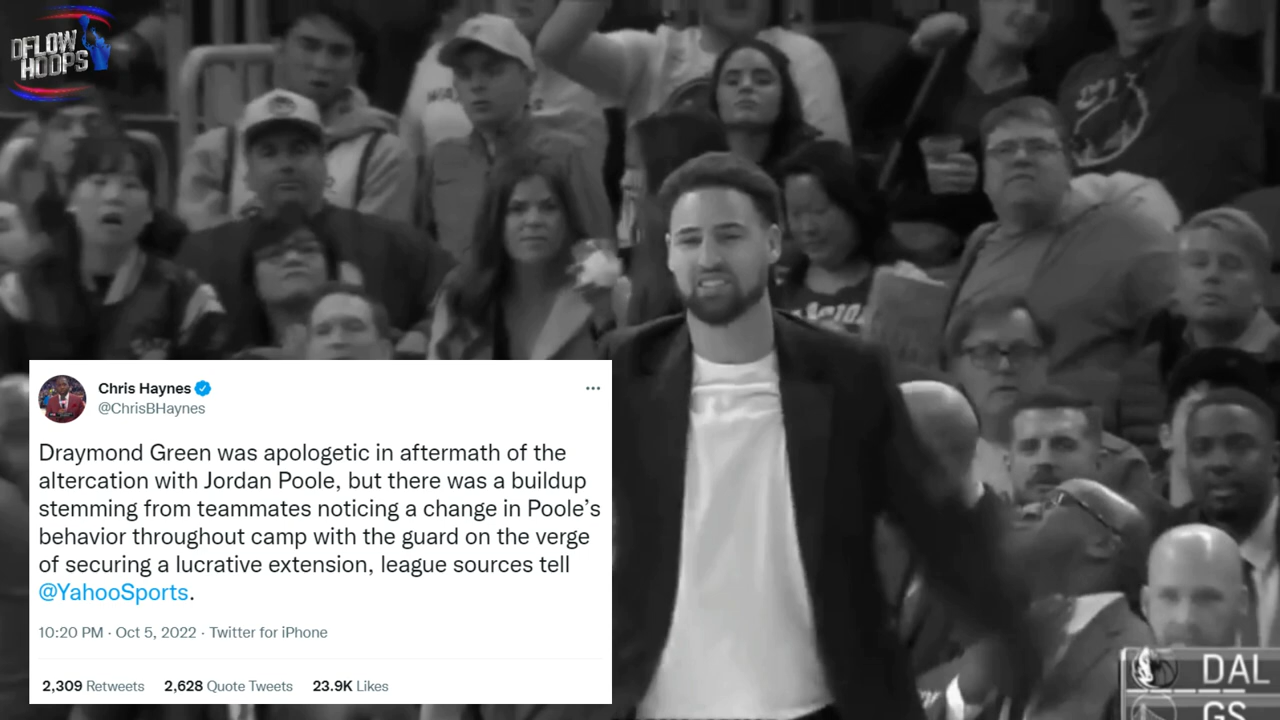 DFLOW
HOOPS
Chris Haynes
@ChrisBHaynes
Draymond Green was apologetic in aftermath of the
altercation with Jordan Poole, but there was a buildup
stemming from teammates noticing a change in Poole’s
behavior throughout camp with the guard on the verge
of securing a lucrative extension, league sources tell
@YahooSports.
10:20 PM · Oct 5, 2022 · Twitter for iPhone
2,309 Retweets 2,628 Quote Tweets 23.9K Likes
DAL
GS